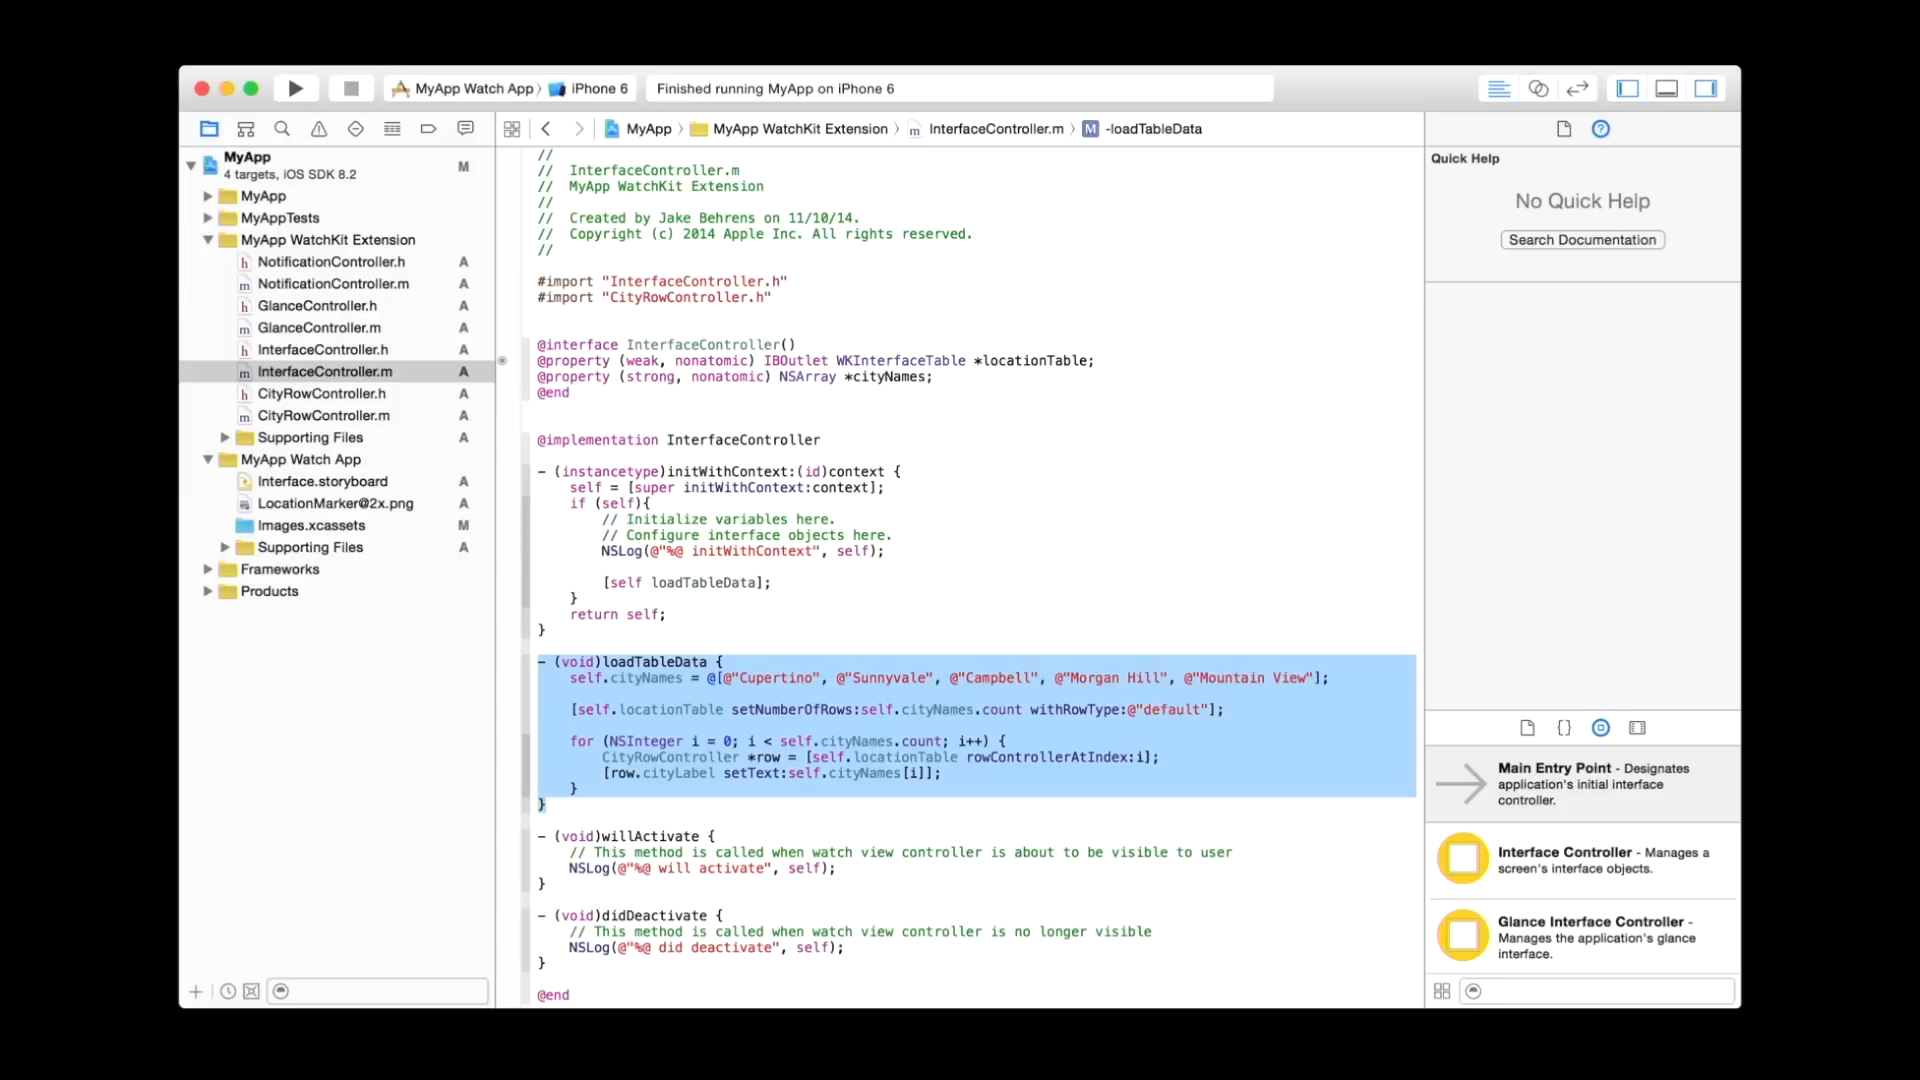 MyApp Watch App 〉 iPhone 6
Finished running MyApp on iPhone 6
MyApp 〉 MyApp WatchKit Extension 〉 m InterfaceController.m 〉 M -loadTableData
MyApp
4 targets, iOS SDK 8.2
M
MyApp
MyAppTests
MyApp WatchKit Extension
h NotificationController.h A
m NotificationController.m A
h GlanceController.h A
m GlanceController.m A
h InterfaceController.h A
m InterfaceController.m A
h CityRowController.h A
m CityRowController.m A
Supporting Files A
MyApp Watch App
Interface.storyboard A
LocationMarker@2x.png A
Images.xcassets M
Supporting Files A
Frameworks
Products
//
//  InterfaceController.m
//  MyApp WatchKit Extension
//
//  Created by Jake Behrens on 11/10/14.
//  Copyright (c) 2014 Apple Inc. All rights reserved.
//
#import "InterfaceController.h"
#import "CityRowController.h"
@interface InterfaceController()
@property (weak, nonatomic) IBOutlet WKInterfaceTable *locationTable;
@property (strong, nonatomic) NSArray *cityNames;
@end
@implementation InterfaceController
- (instancetype)initWithContext:(id)context {
self = [super initWithContext:context];
if (self){
// Initialize variables here.
// Configure interface objects here.
NSLog(@"%@ initWithContext", self);
[self loadTableData];
}
return self;
}
- (void)loadTableData {
self.cityNames = @[@"Cupertino", @"Sunnyvale", @"Campbell", @"Morgan Hill", @"Mountain View"];
[self.locationTable setNumberOfRows:self.cityNames.count withRowType:@"default"];
for (NSInteger i = 0; i < self.cityNames.count; i++) {
CityRowController *row = [self.locationTable rowControllerAtIndex:i];
[row.cityLabel setText:self.cityNames[i]];
}
}
- (void)willActivate {
// This method is called when watch view controller is about to be visible to user
NSLog(@"%@ will activate", self);
}
- (void)didDeactivate {
// This method is called when watch view controller is no longer visible
NSLog(@"%@ did deactivate", self);
}
@end
Quick Help
No Quick Help
Search Documentation
{}
Main Entry Point - Designates
application's initial interface
controller.
Interface Controller - Manages a
screen's interface objects.
Glance Interface Controller -
Manages the application's glance
interface.